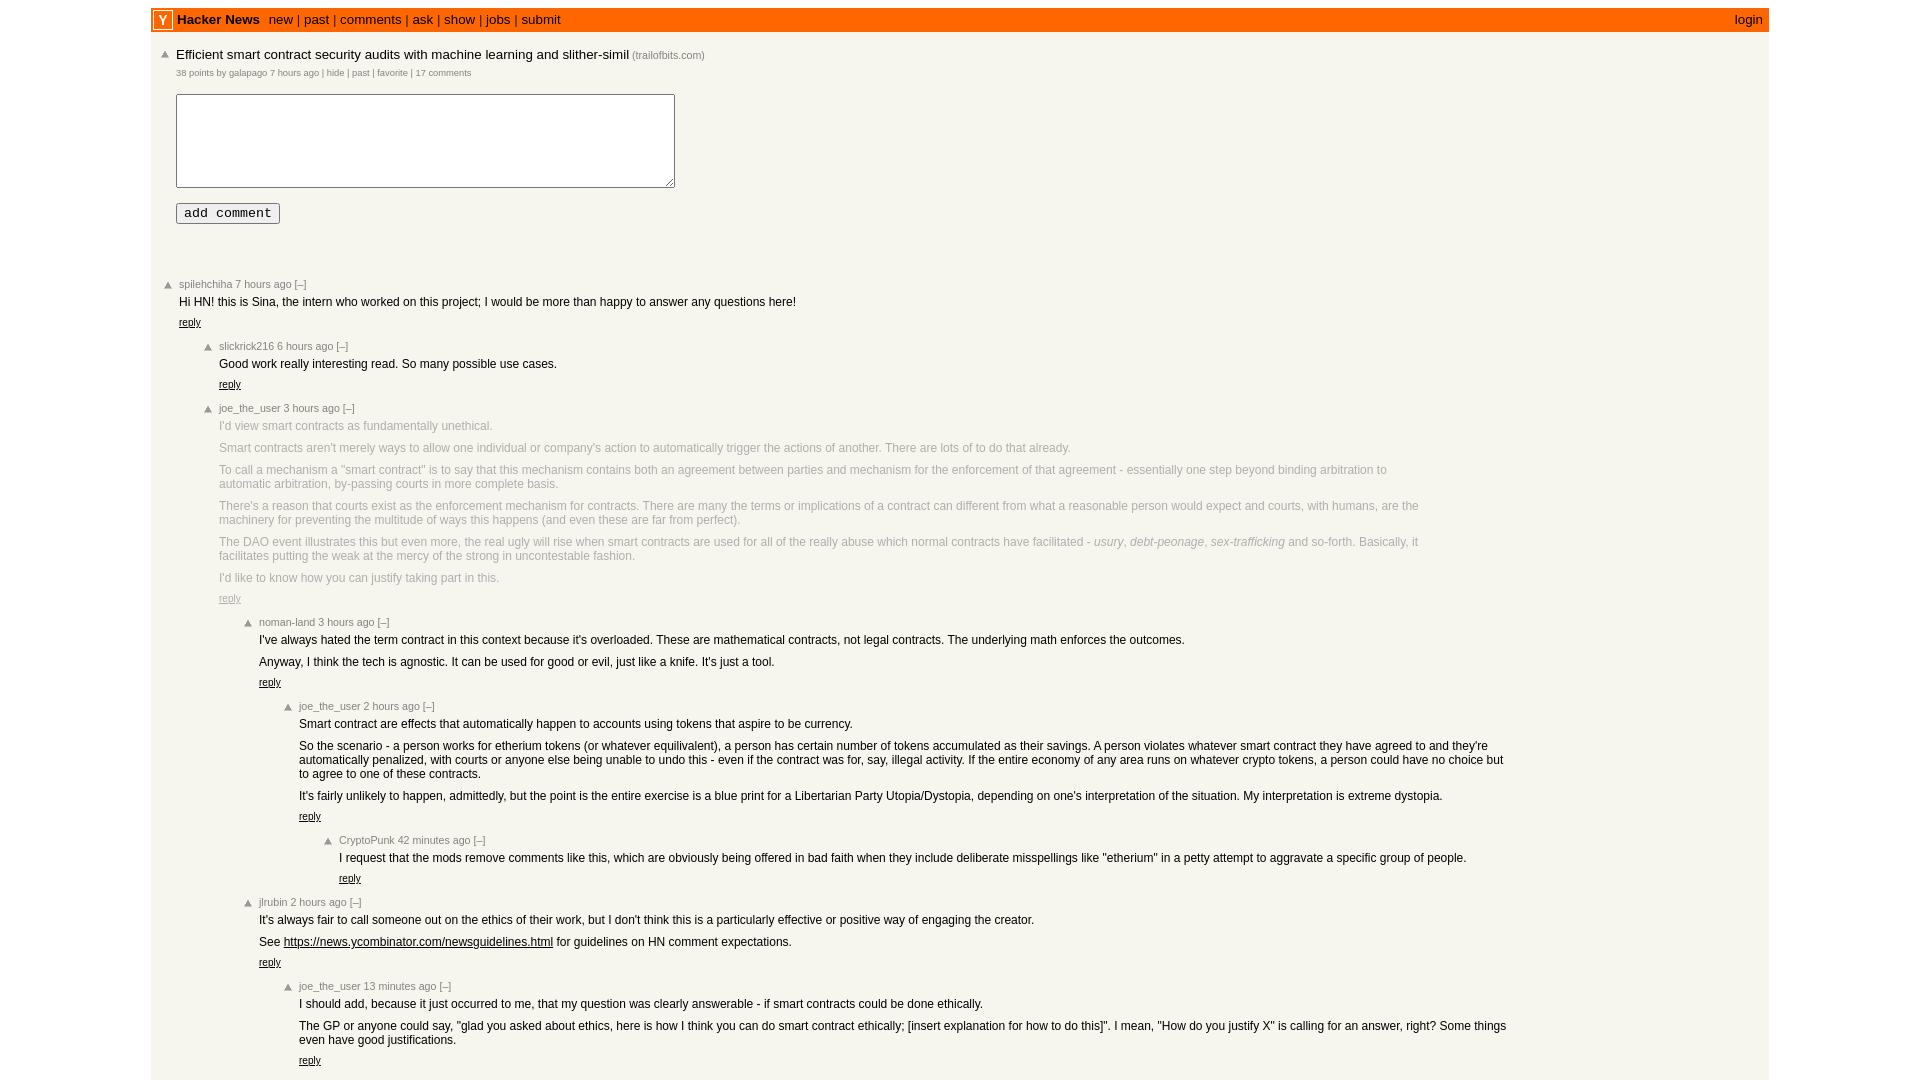 Y Hacker News new | past | comments | ask | show | jobs | submit login
Efficient smart contract security audits with machine learning and slither-simil (trailofbits.com)
38 points by galapago 7 hours ago | hide | past | favorite | 17 comments
add comment
spilehchiha 7 hours ago [–]
Hi HN! this is Sina, the intern who worked on this project; I would be more than happy to answer any questions here!
reply
slickrick216 6 hours ago [–]
Good work really interesting read. So many possible use cases.
reply
joe_the_user 3 hours ago [–]
I'd view smart contracts as fundamentally unethical.
Smart contracts aren't merely ways to allow one individual or company's action to automatically trigger the actions of another. There are lots of to do that already.
To call a mechanism a "smart contract" is to say that this mechanism contains both an agreement between parties and mechanism for the enforcement of that agreement - essentially one step beyond binding arbitration to
automatic arbitration, by-passing courts in more complete basis.
There's a reason that courts exist as the enforcement mechanism for contracts. There are many the terms or implications of a contract can different from what a reasonable person would expect and courts, with humans, are the
machinery for preventing the multitude of ways this happens (and even these are far from perfect).
The DAO event illustrates this but even more, the real ugly will rise when smart contracts are used for all of the really abuse which normal contracts have facilitated - usury, debt-peonage, sex-trafficking and so-forth. Basically, it
facilitates putting the weak at the mercy of the strong in uncontestable fashion.
I'd like to know how you can justify taking part in this.
reply
noman-land 3 hours ago [–]
I've always hated the term contract in this context because it's overloaded. These are mathematical contracts, not legal contracts. The underlying math enforces the outcomes.
Anyway, I think the tech is agnostic. It can be used for good or evil, just like a knife. It's just a tool.
reply
joe_the_user 2 hours ago [–]
Smart contract are effects that automatically happen to accounts using tokens that aspire to be currency.
So the scenario - a person works for etherium tokens (or whatever equilivalent), a person has certain number of tokens accumulated as their savings. A person violates whatever smart contract they have agreed to and they're
automatically penalized, with courts or anyone else being unable to undo this - even if the contract was for, say, illegal activity. If the entire economy of any area runs on whatever crypto tokens, a person could have no choice but
to agree to one of these contracts.
It's fairly unlikely to happen, admittedly, but the point is the entire exercise is a blue print for a Libertarian Party Utopia/Dystopia, depending on one's interpretation of the situation. My interpretation is extreme dystopia.
reply
CryptoPunk 42 minutes ago [–]
I request that the mods remove comments like this, which are obviously being offered in bad faith when they include deliberate misspellings like "etherium" in a petty attempt to aggravate a specific group of people.
reply
jlrubin 2 hours ago [–]
It's always fair to call someone out on the ethics of their work, but I don't think this is a particularly effective or positive way of engaging the creator.
See https://news.ycombinator.com/newsguidelines.html for guidelines on HN comment expectations.
reply
joe_the_user 13 minutes ago [–]
I should add, because it just occurred to me, that my question was clearly answerable - if smart contracts could be done ethically.
The GP or anyone could say, "glad you asked about ethics, here is how I think you can do smart contract ethically; [insert explanation for how to do this]". I mean, "How do you justify X" is calling for an answer, right? Some things
even have good justifications.
reply